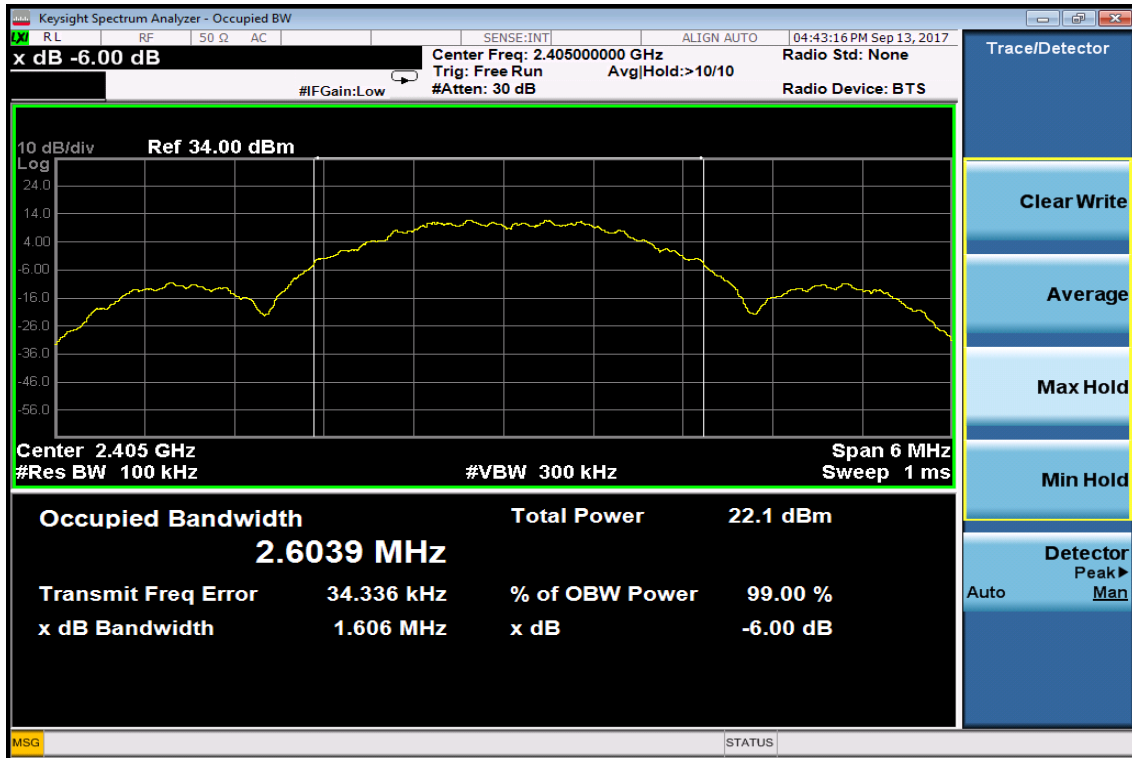 Keysight Spectrum Analyzer - Occupied BW
LXI RL RF 50 Ω AC SENSE:INT ALIGN AUTO 04:43:16 PM Sep 13, 2017
x dB -6.00 dB
Center Freq: 2.405000000 GHz Radio Std: None
Trig: Free Run Avg|Hold:>10/10
#IFGain:Low #Atten: 30 dB Radio Device: BTS
10 dB/div Ref 34.00 dBm
Log
24.0
14.0
4.00
-6.00
-16.0
-26.0
-36.0
-46.0
-56.0
Center 2.405 GHz Span 6 MHz
#Res BW 100 kHz #VBW 300 kHz Sweep 1 ms
Occupied Bandwidth Total Power 22.1 dBm
2.6039 MHz
Transmit Freq Error 34.336 kHz % of OBW Power 99.00 %
x dB Bandwidth 1.606 MHz x dB -6.00 dB
MSG STATUS
Trace/Detector
Clear Write
Average
Max Hold
Min Hold
Detector
Peak▶
Auto Man